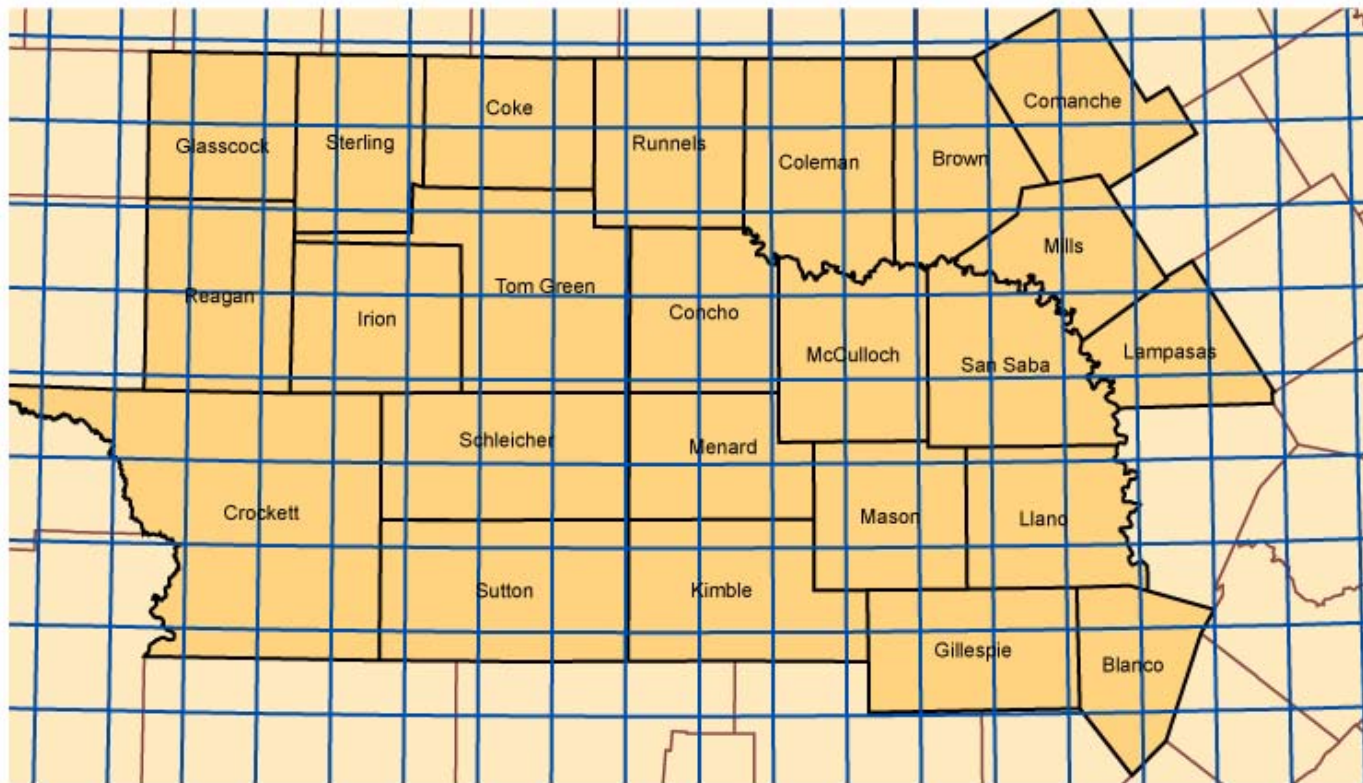 Comanche
Coke
Glasscock
Sterling
Runnels
Coleman
Brown
Mills
Reagan
Irion
Tom Green
Concho
McCulloch
San Saba
Lampasas
Schleicher
Menard
Crockett
Mason
Llano
Sutton
Kimble
Gillespie
Blanco